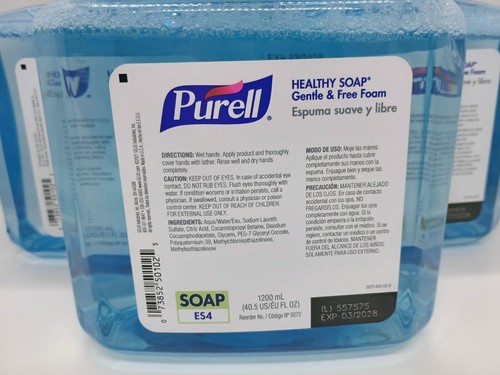 Purell
HEALTHY SOAP®
Gentle & Free Foam
Espuma suave y libre
DIRECTIONS: Wet hands. Apply product and thoroughly
cover hands with lather. Rinse well and dry hands
completely.
CAUTION: KEEP OUT OF EYES. In case of accidental eye
contact, DO NOT RUB EYES. Flush eyes thoroughly with
water. If condition worsens or irritation persists, call a
physician. If swallowed, consult a physician or poison
control center. KEEP OUT OF REACH OF CHILDREN.
FOR EXTERNAL USE ONLY.
INGREDIENTS: Aqua/Water/Eau, Sodium Laureth
Sulfate, Citric Acid, Cocamidopropyl Betaine, Disodium
Cocoamphodiacetate, Glycerin, PEG-7 Glyceryl Cocoate,
Polyquaternium-39, Methylchloroisothiazolinone,
Methylisothiazolinone
MODO DE USO: Moje las manos.
Aplique el producto hasta cubrir
completamente sus manos con la
espuma. Enjuague bien y seque las
manos completamente.
PRECAUCIÓN: MANTENER ALEJADO
DE LOS OJOS. En caso de contacto
accidental con los ojos, NO
FREGÁRSELOS. Enjuague los ojos
completamente con agua. Si la
condición empeora o la irritación
persiste, consultar con el médico. Si se
ingiere, contactar un médico o un centro
de control de tóxicos. MANTENER
FUERA DEL ALCANCE DE LOS NIÑOS.
SOLAMENTE PARA USO EXTERNO.
SOAP
ES4
1200 mL
(40.5 US/EU FL OZ)
Reorder No. / Código N° 5072
(L) 557575
EXP 03/2028
0 73852 50102 5